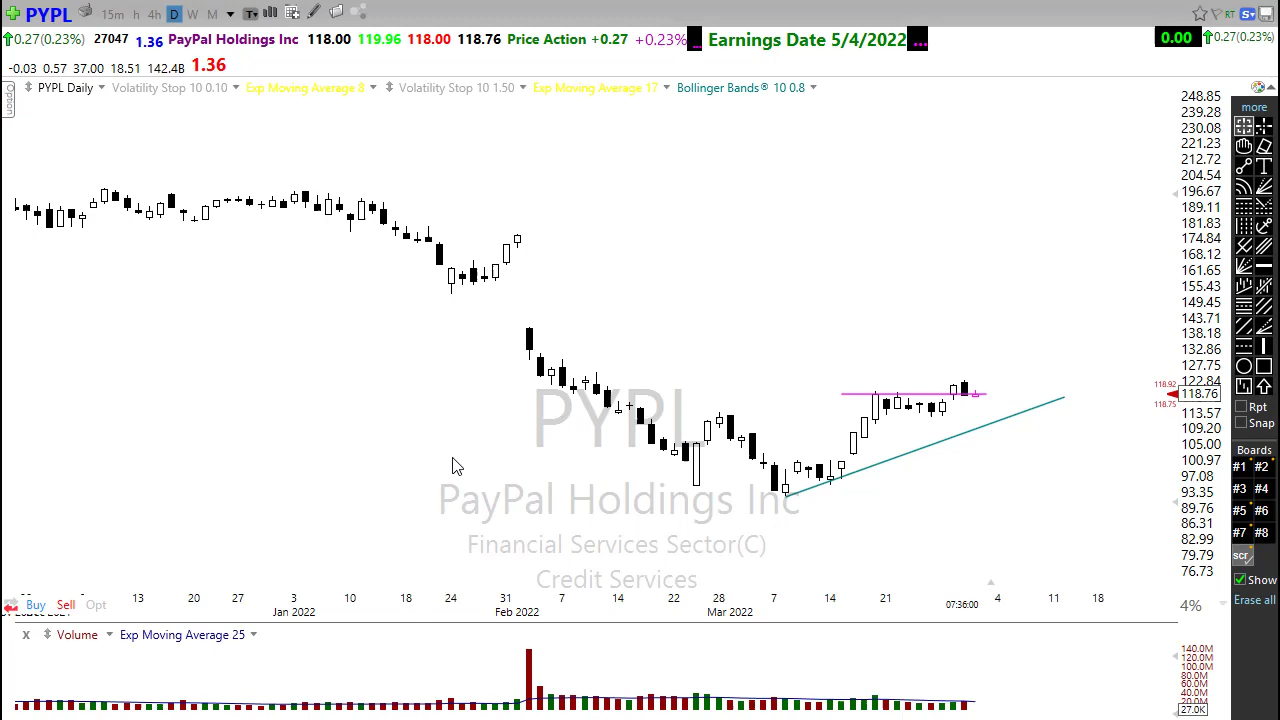 PYPL 15m h 4h D W M T RT S
0.27(0.23%) 27047 1.36 PayPal Holdings Inc 118.00 119.96 118.00 118.76 Price Action +0.27 +0.23% ... Earnings Date 5/4/2022 ... 0.00 0.27(0.23%)
-0.03 0.57 37.00 18.51 142.4B 1.36
Option
PYPL Daily Volatility Stop 10 0.10 Exp Moving Average 8 Volatility Stop 10 1.50 Exp Moving Average 17 Bollinger Bands® 10 0.8
248.85
239.28
230.08
221.23
212.72
204.54
196.67
189.11
181.83
174.84
168.12
161.65
155.43
149.45
143.71
138.18
132.86
127.75
122.84
118.92
118.76
118.75
113.57
109.20
105.00
100.97
97.08
93.35
89.76
86.31
82.99
79.79
76.73
PYPL
PayPal Holdings Inc
Financial Services Sector(C)
Credit Services
more
T
Rpt
Snap
Boards
#1 #2
#3 #4
#5 #6
#7 #8
scr
Show
Erase all
Buy Sell Opt
13 20 27 3 10 18 24 31 7 14 22 28 7 14 21 07:36:00 4 11 18
Jan 2022 Feb 2022 Mar 2022
4%
X Volume Exp Moving Average 25
140.0M
120.0M
100.0M
80.0M
60.0M
40.0M
27.0K